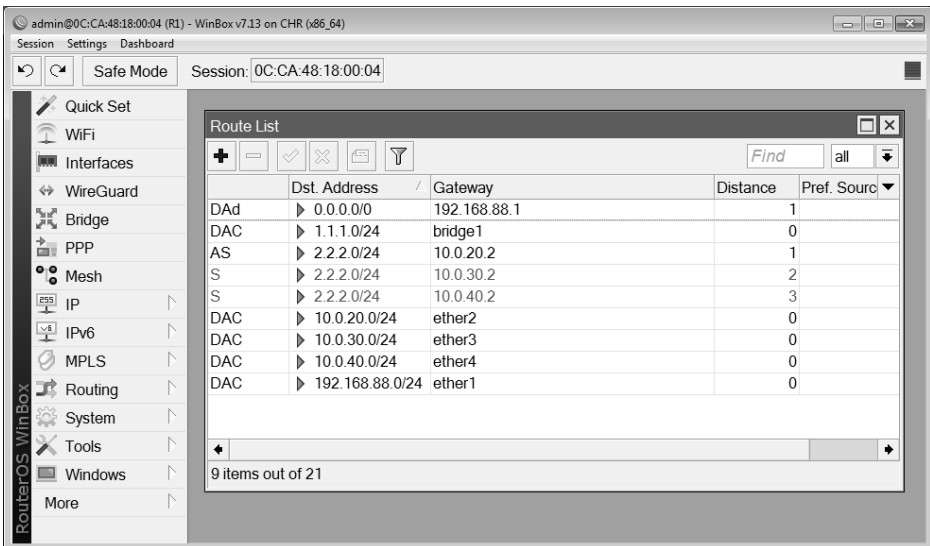 admin@0C:CA:48:18:00:04 (R1) - WinBox v7.13 on CHR (x86_64)
Session Settings Dashboard
Safe Mode Session: 0C:CA:48:18:00:04
Quick Set
WiFi
Interfaces
WireGuard
Bridge
PPP
Mesh
255 IP
v6 IPv6
MPLS
Routing
System
Tools
Windows
More
RouterOS WinBox
Route List
Find all
Dst. Address Gateway Distance Pref. Sourc
DAd 0.0.0.0/0 192.168.88.1 1
DAC 1.1.1.0/24 bridge1 0
AS 2.2.2.0/24 10.0.20.2 1
S 2.2.2.0/24 10.0.30.2 2
S 2.2.2.0/24 10.0.40.2 3
DAC 10.0.20.0/24 ether2 0
DAC 10.0.30.0/24 ether3 0
DAC 10.0.40.0/24 ether4 0
DAC 192.168.88.0/24 ether1 0
9 items out of 21